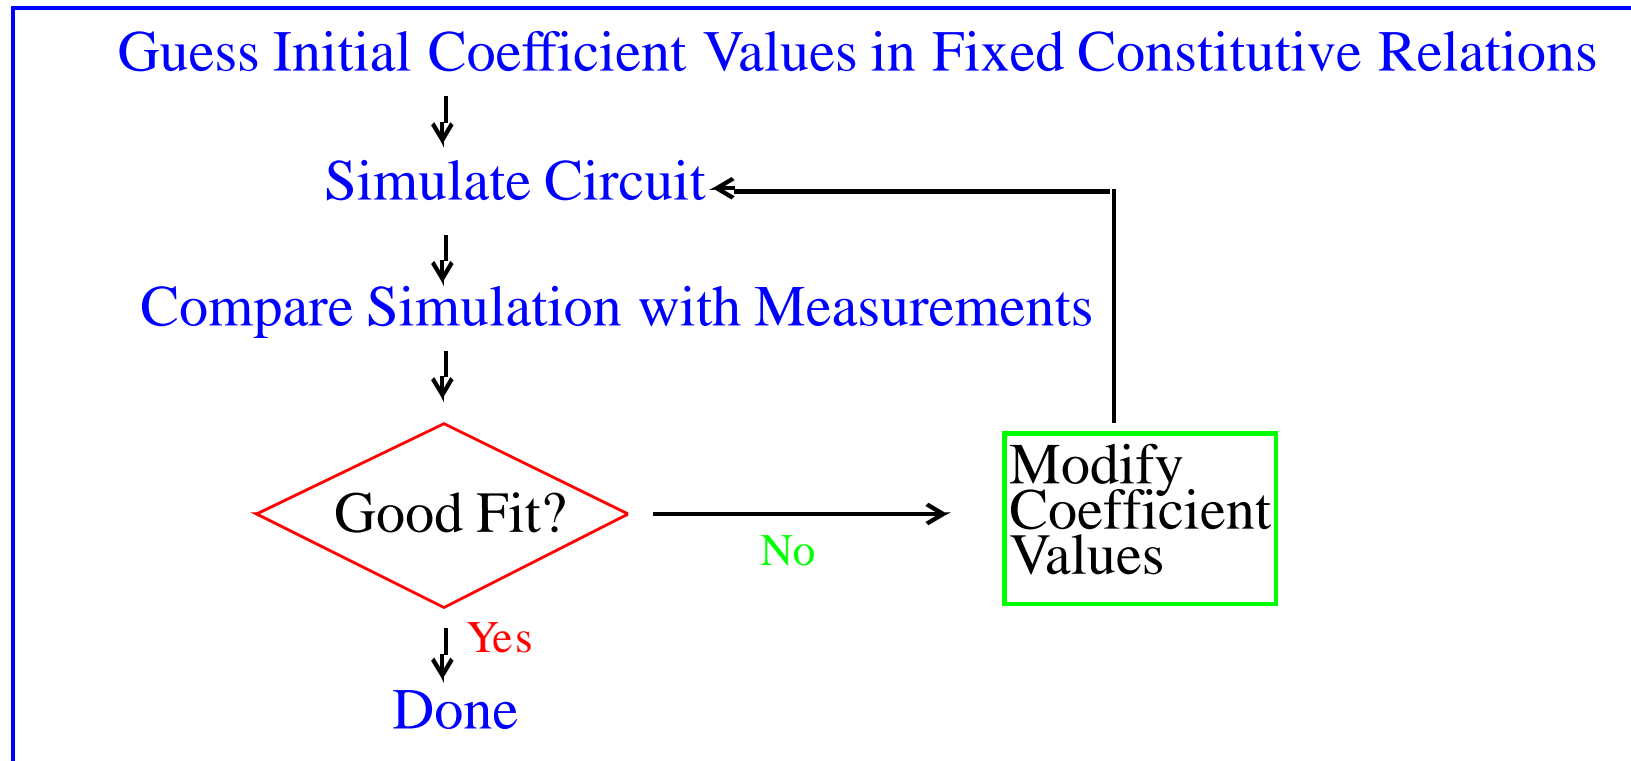 Guess Initial Coefficient Values in Fixed Constitutive Relations
Simulate Circuit
Compare Simulation with Measurements
Good Fit?
No
Modify
Coefficient
Values
Yes
Done